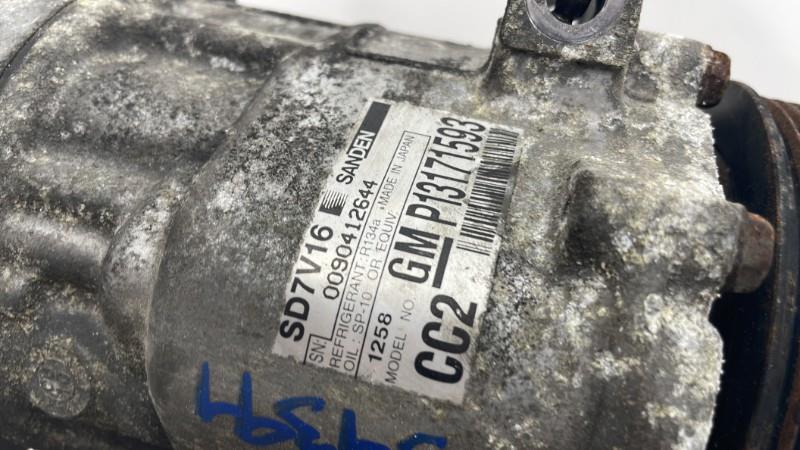 SD7V16 SANDEN
SN: 0090412644
REFRIGERANT: R134a •MADE IN JAPAN
OIL: SP-10 OR EQUIV.
1258 GM P13171593
MODEL NO.
CC2